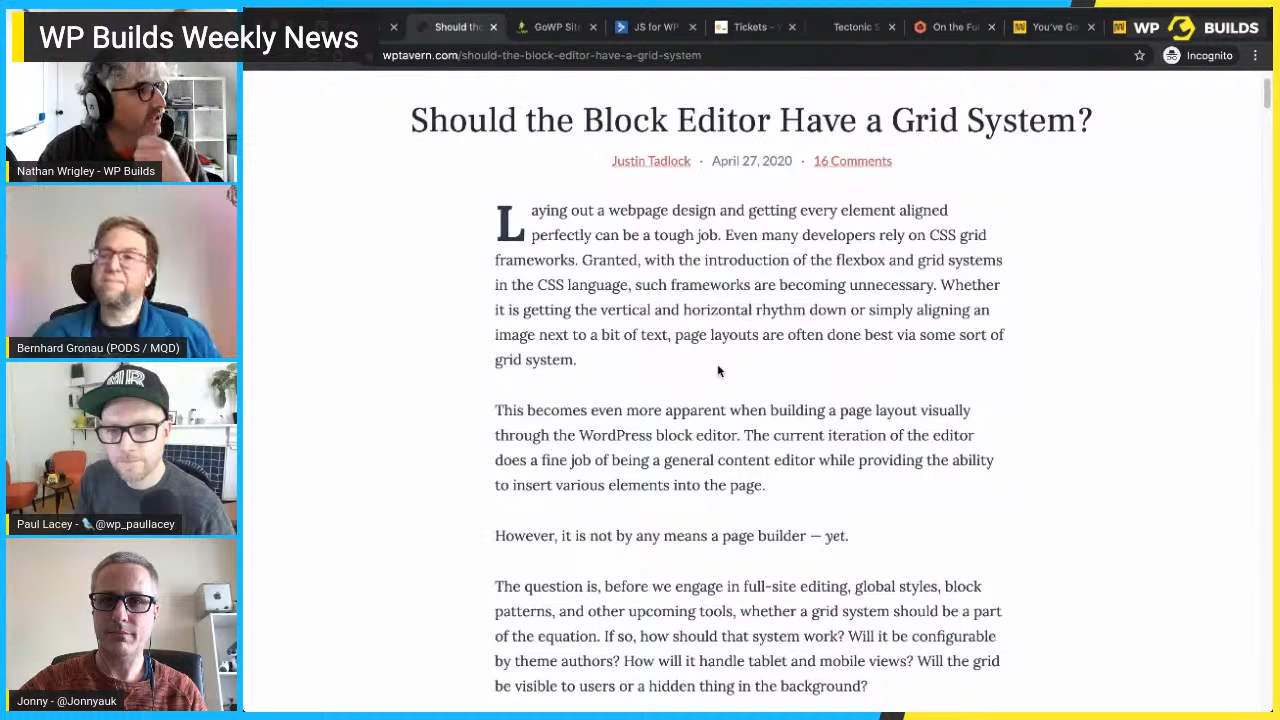 WP Builds Weekly News
Should the
GoWP Site
JS for WP
Tickets –
Tectonic S
On the Fut
You've Go
WP BUILDS
wptavern.com/should-the-block-editor-have-a-grid-system
Incognito
Nathan Wrigley - WP Builds
Bernhard Gronau (PODS / MQD)
MR
Paul Lacey - 🐦@wp_paullacey
Jonny - @Jonnyauk
Should the Block Editor Have a Grid System?
Justin Tadlock · April 27, 2020 · 16 Comments
Laying out a webpage design and getting every element aligned
perfectly can be a tough job. Even many developers rely on CSS grid
frameworks. Granted, with the introduction of the flexbox and grid systems
in the CSS language, such frameworks are becoming unnecessary. Whether
it is getting the vertical and horizontal rhythm down or simply aligning an
image next to a bit of text, page layouts are often done best via some sort of
grid system.
This becomes even more apparent when building a page layout visually
through the WordPress block editor. The current iteration of the editor
does a fine job of being a general content editor while providing the ability
to insert various elements into the page.
However, it is not by any means a page builder — yet.
The question is, before we engage in full-site editing, global styles, block
patterns, and other upcoming tools, whether a grid system should be a part
of the equation. If so, how should that system work? Will it be configurable
by theme authors? How will it handle tablet and mobile views? Will the grid
be visible to users or a hidden thing in the background?